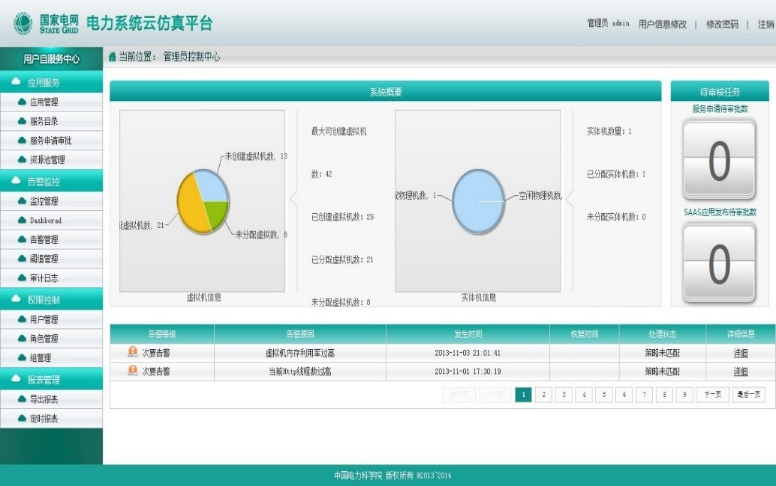 国家电网
STATE GRID
电力系统云仿真平台
管理员 admin 用户信息修改 | 修改密码 | 注销
用户自服务中心
当前位置： 管理员控制中心
应用服务
应用管理
服务目录
服务申请审批
资源池管理
告警监控
监控管理
Dashborad
告警管理
阈值管理
审计日志
权限控制
用户管理
角色管理
组管理
报表管理
导出报表
定时报表
系统概要
未创建虚拟机数, 13
虚拟机数, 21
未分配虚拟数, 8
虚拟机信息
最大可创建虚拟机
数: 42
已创建虚拟机数: 29
已分配虚拟机数: 21
未分配虚拟机数: 8
物理机数, 1
空闲物理机数,
实体机信息
实体机数量: 1
已分配实体机数: 1
未分配实体机数: 0
待审核任务
服务申请待审批数
0
SAAS应用发布待审批数
0
告警等级 告警原因 发生时间 恢复时间 处理状态 详细信息
次要告警 虚拟机内存利用率过高 2013-11-03 21:01:41 策略未匹配 详细
次要告警 当前Http线程数过高 2013-11-01 17:30:19 策略未匹配 详细
1 2 3 4 5 6 7 8 9 下一页 最后一页
中国电力科学院 版权所有 @2013~2014